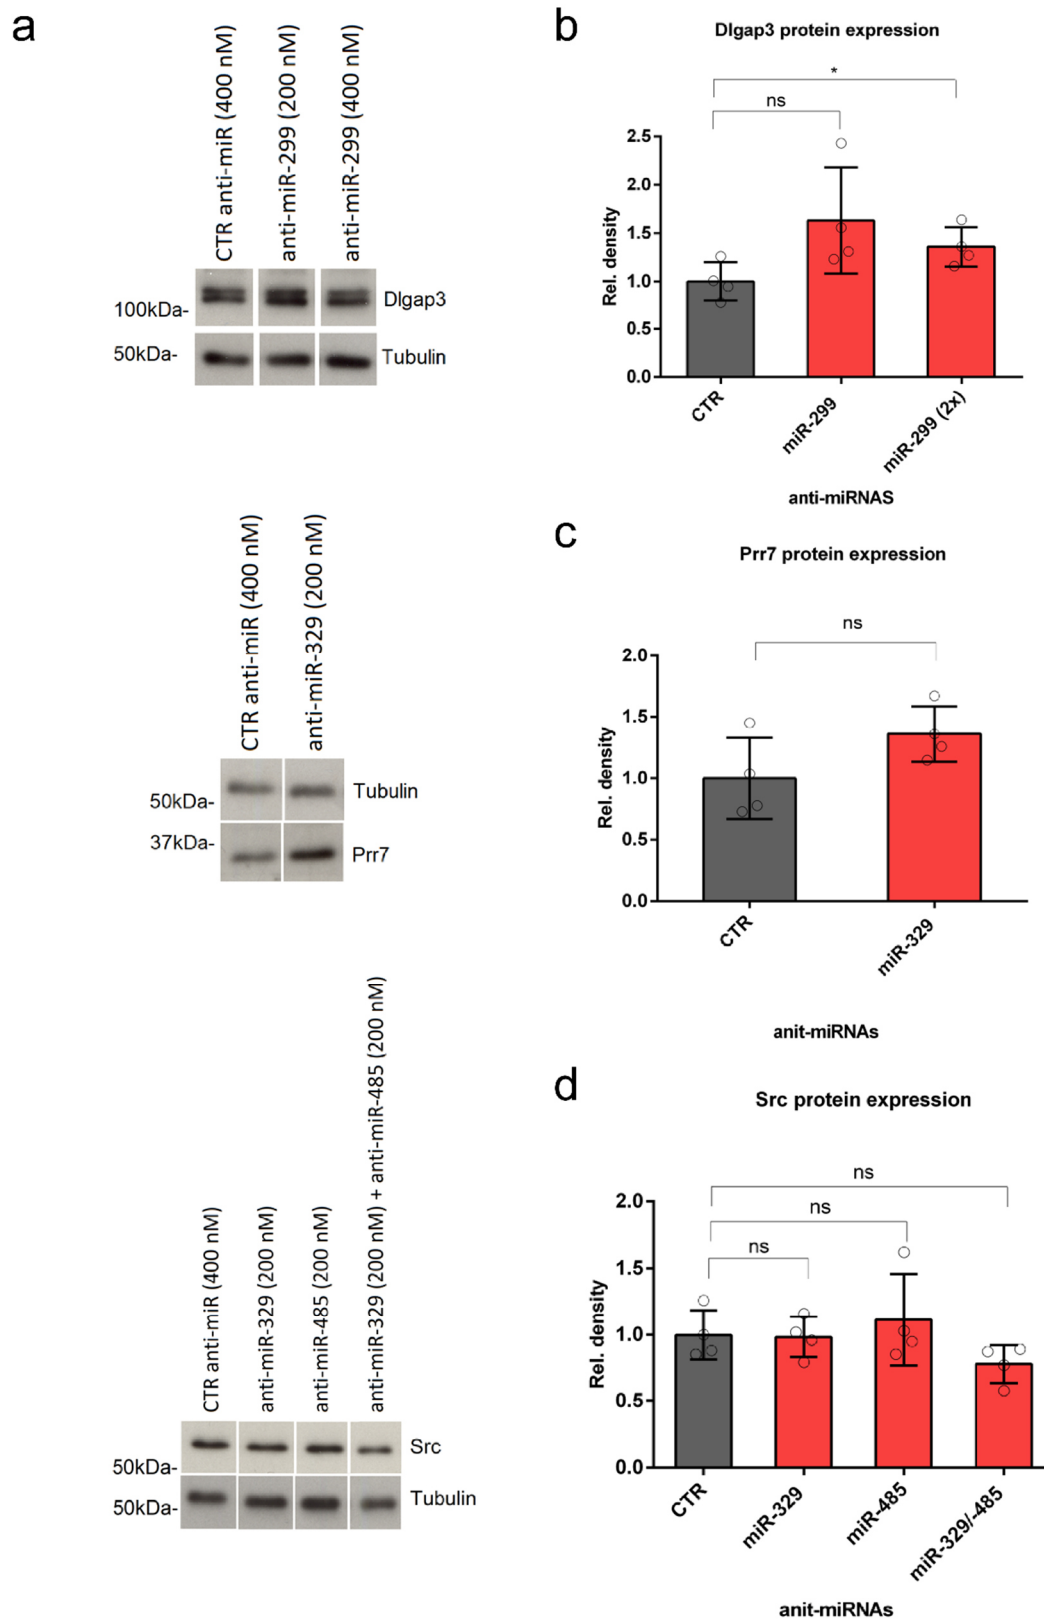 a
CTR anti-miR (400 nM)
anti-miR-299 (200 nM)
anti-miR-299 (400 nM)
100kDa-
Dlgap3
50kDa-
Tubulin
CTR anti-miR (400 nM)
anti-miR-329 (200 nM)
50kDa-
Tubulin
37kDa-
Prr7
CTR anti-miR (400 nM)
anti-miR-329 (200 nM)
anti-miR-485 (200 nM)
anti-miR-329 (200 nM) + anti-miR-485 (200 nM)
50kDa-
Src
50kDa-
Tubulin
b
Dlgap3 protein expression
*
ns
2.5
2.0
1.5
1.0
0.5
0.0
Rel. density
CTR
miR-299
miR-299 (2x)
anti-miRNAS
c
Prr7 protein expression
ns
2.0
1.5
1.0
0.5
0.0
Rel. density
CTR
miR-329
anit-miRNAs
d
Src protein expression
ns
ns
ns
2.0
1.5
1.0
0.5
0.0
Rel. density
CTR
miR-329
miR-485
miR-329/-485
anit-miRNAs